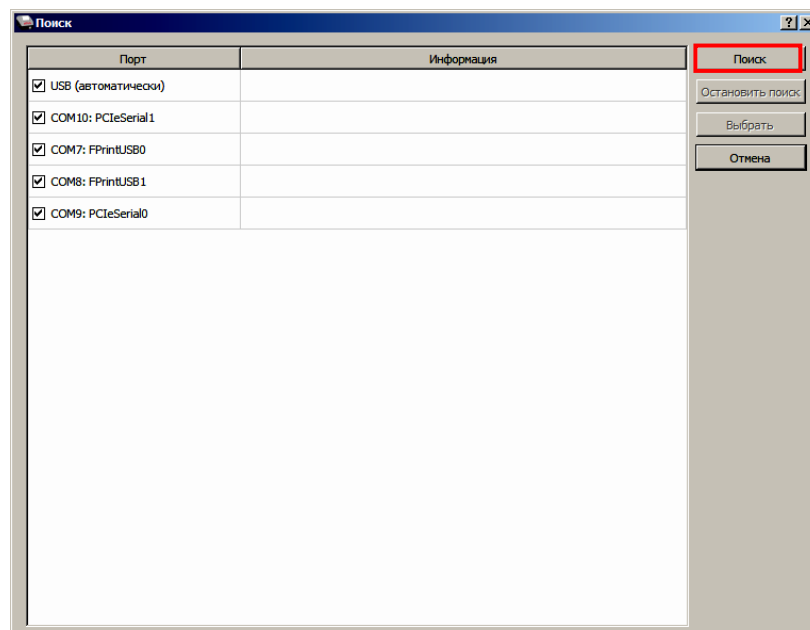 Поиск
Порт Информация
Поиск
USB (автоматически)
Остановить поиск
COM10: PCIeSerial1
Выбрать
COM7: FPrintUSB0
Отмена
COM8: FPrintUSB1
COM9: PCIeSerial0